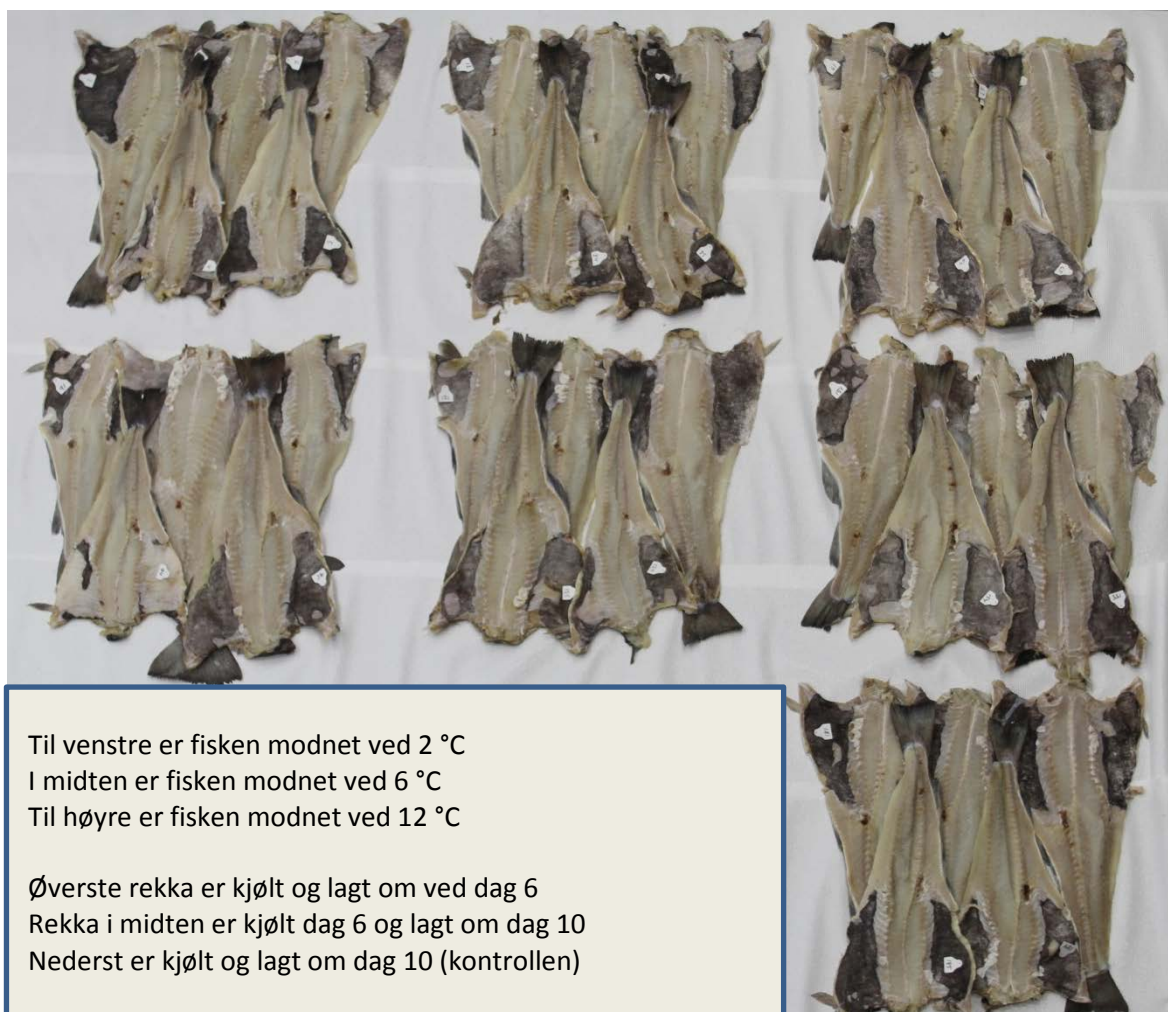 Til venstre er fisken modnet ved 2 °C
I midten er fisken modnet ved 6 °C
Til høyre er fisken modnet ved 12 °C
Øverste rekka er kjølt og lagt om ved dag 6
Rekka i midten er kjølt dag 6 og lagt om dag 10
Nederst er kjølt og lagt om dag 10 (kontrollen)